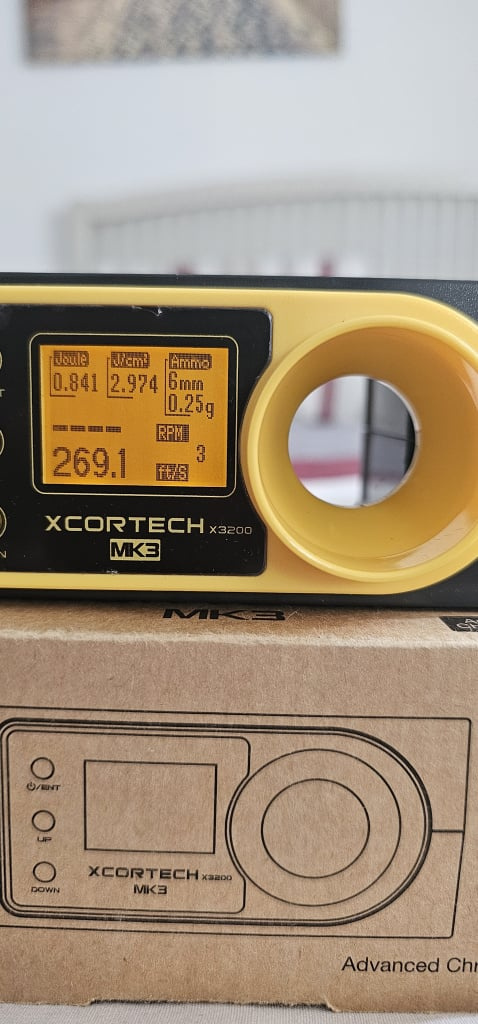 Joule J/cm² Ammo
0.841 2.974 6mm
0.25g
---- RPM
3
269.1 ft/s
XCORTECH X3200
MK3
MK3
⏻/ENT
UP
DOWN
XCORTECH X3200
MK3
Advanced Chr